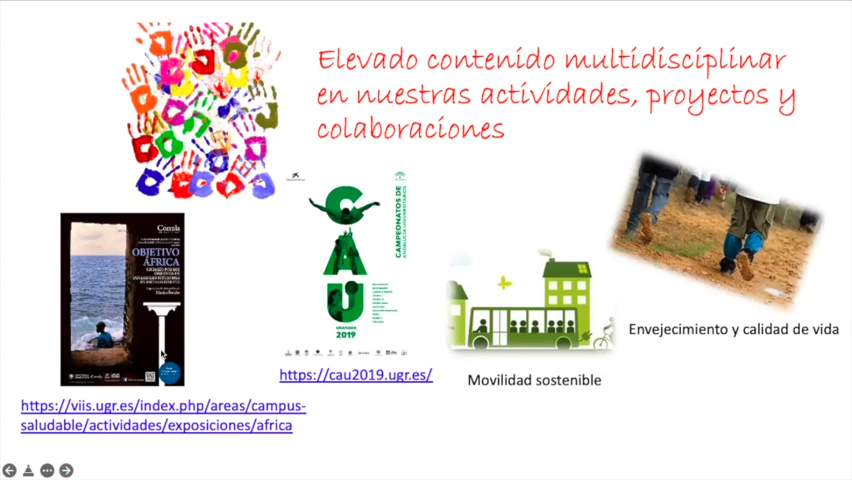 Elevado contenido multidisciplinar
en nuestras actividades, proyectos y
colaboraciones
Corrala
OBJETIVO
ÁFRICA
CAU
CAMPEONATOS DE
ANDALUCÍA UNIVERSITARIOS
GRANADA
2019
https://viis.ugr.es/index.php/areas/campus-
saludable/actividades/exposiciones/africa
https://cau2019.ugr.es/
Movilidad sostenible
Envejecimiento y calidad de vida